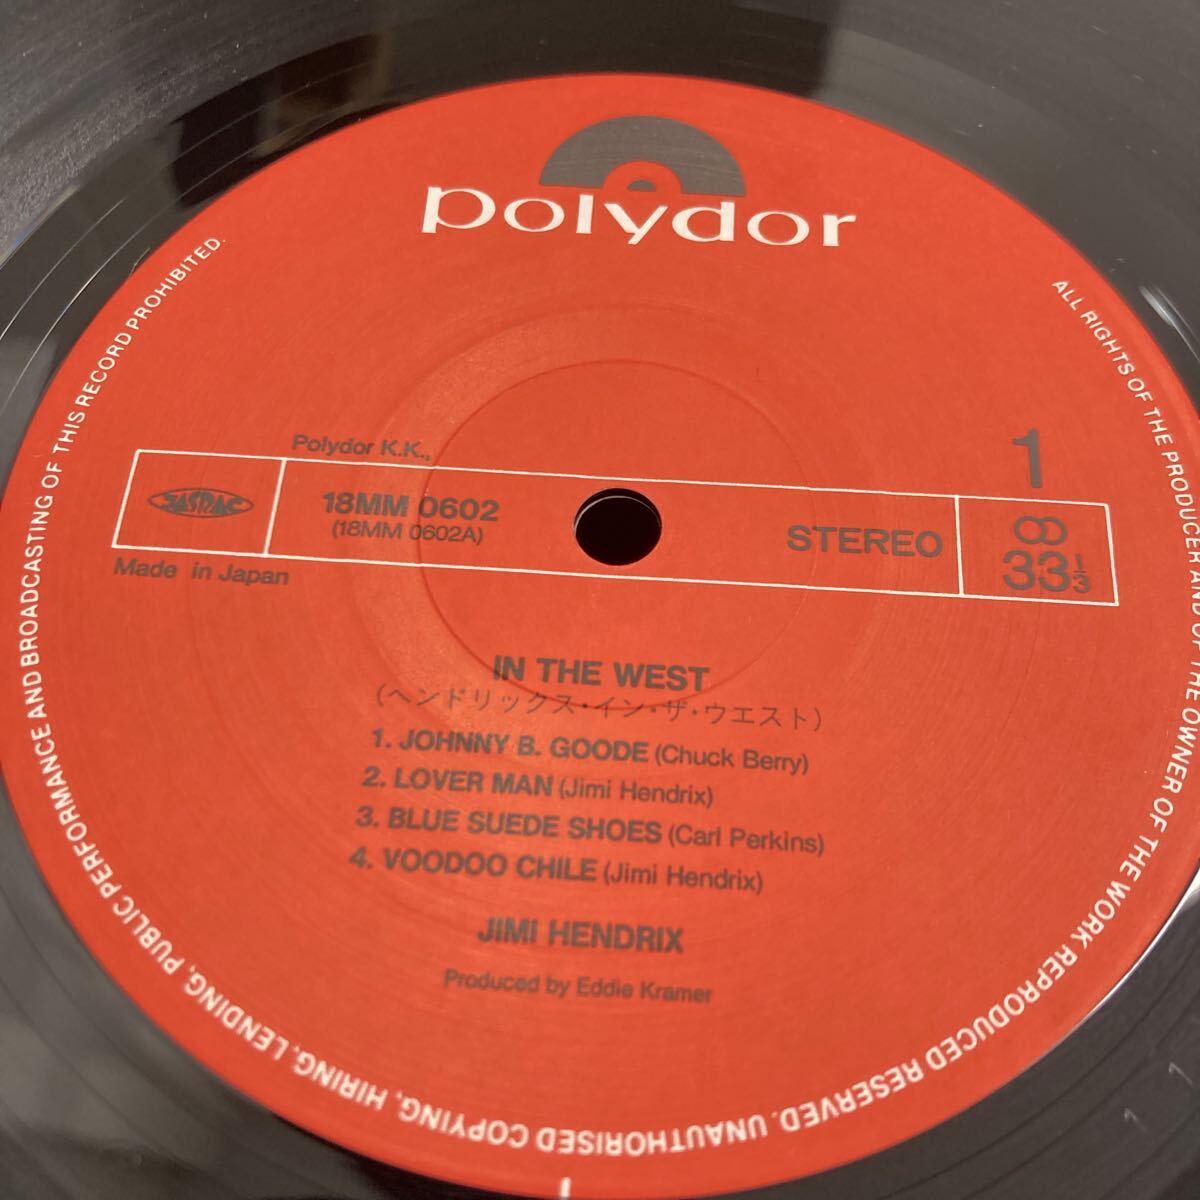 polydor
1
Polydor K.K.,
JASRAC
18MM 0602
(18MM 0602A)
STEREO
33 1/3
Made in Japan
IN THE WEST
(ヘンドリックス・イン・ザ・ウエスト)
1. JOHNNY B. GOODE (Chuck Berry)
2. LOVER MAN (Jimi Hendrix)
3. BLUE SUEDE SHOES (Carl Perkins)
4. VOODOO CHILE (Jimi Hendrix)
JIMI HENDRIX
Produced by Eddie Kramer
ALL RIGHTS OF THE PRODUCER AND OF THE OWNER OF THE WORK REPRODUCED RESERVED. UNAUTHORISED COPYING, HIRING, LENDING, PUBLIC PERFORMANCE AND BROADCASTING OF THIS RECORD PROHIBITED.